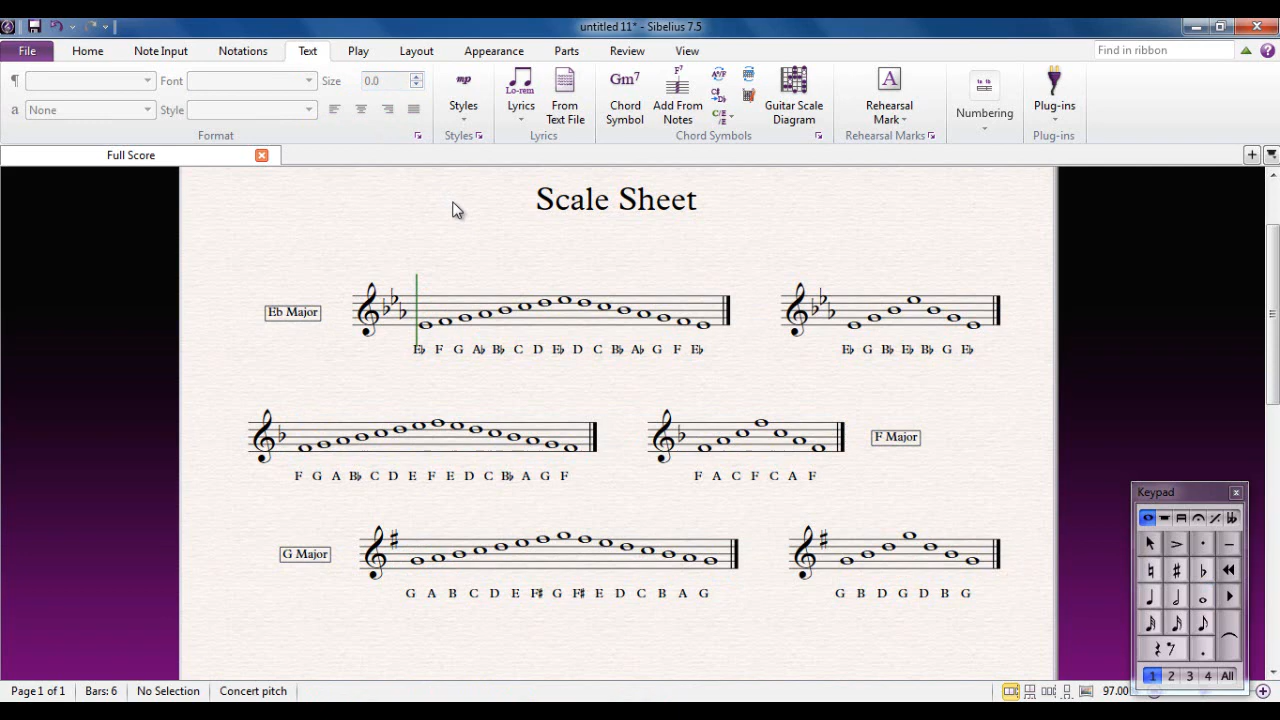 untitled 11* - Sibelius 7.5
File Home Note Input Notations Text Play Layout Appearance Parts Review View Find in ribbon
¶ Font Size 0.0
a None Style
Format
mp
Styles
Styles
Lo-rem
Lyrics From Text File
Lyrics
Gm7 F7
Chord Symbol Add From Notes Guitar Scale Diagram
Chord Symbols
A
Rehearsal Mark
Rehearsal Marks
Numbering
Plug-ins
Plug-ins
Full Score
Scale Sheet
Eb Major
E♭ F G A♭ B♭ C D E♭ D C B♭ A♭ G F E♭ E♭ G B♭ E♭ B♭ G E♭
F Major
F G A B♭ C D E F E D C B♭ A G F F A C F C A F
G Major
G A B C D E F♯ G F♯ E D C B A G G B D G D B G
Keypad
1 2 3 4 All
Page 1 of 1 Bars: 6 No Selection Concert pitch 97.00